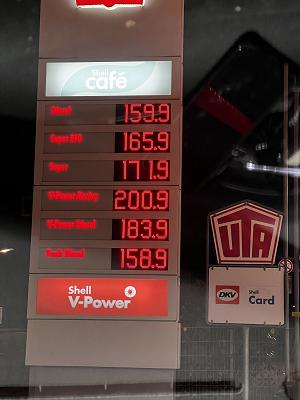 Shell
café
Diesel 159.9
Super E10 165.9
Super 171.9
V-Power Racing 200.9
V-Power Diesel 183.9
Truck Diesel 158.9
Shell
V-Power
UTA
DKV Shell
Card